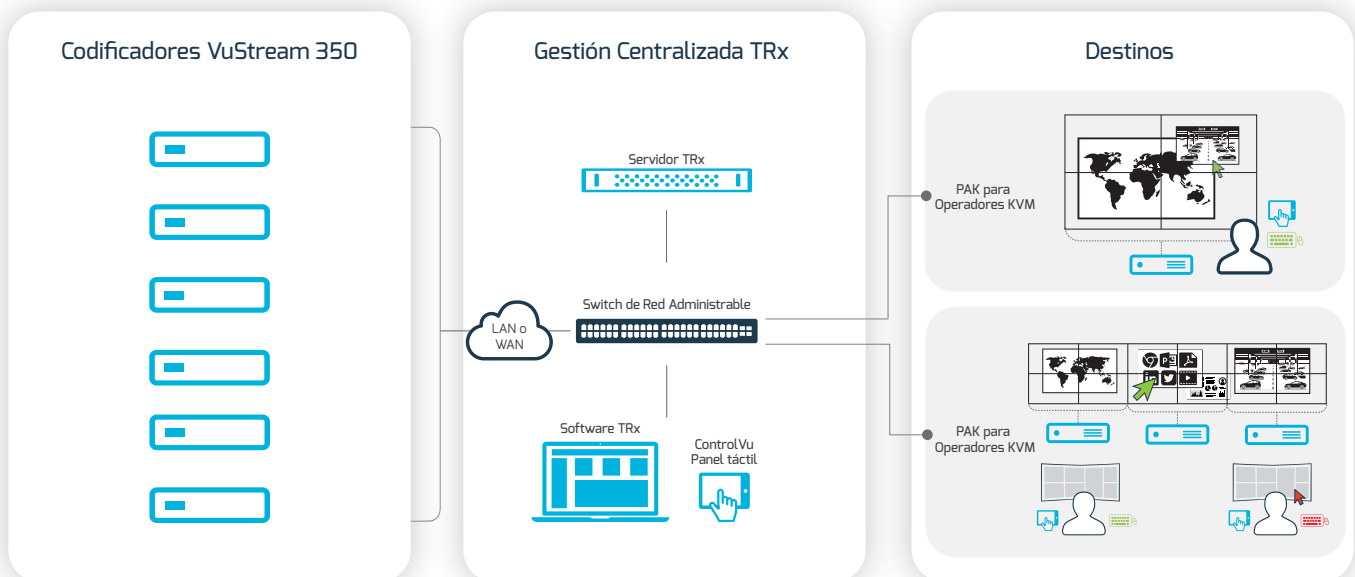 Codificadores VuStream 350
Gestión Centralizada TRx
Servidor TRx
Switch de Red Administrable
LAN o
WAN
Software TRx
ControlVu
Panel táctil
Destinos
PAK para
Operadores KVM
PAK para
Operadores KVM